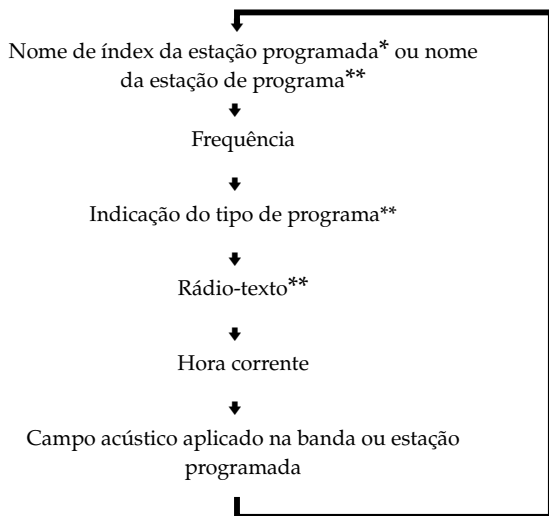 Nome de índex da estação programada* ou nome
da estação de programa**
Frequência
Indicação do tipo de programa**
Rádio-texto**
Hora corrente
Campo acústico aplicado na banda ou estação
programada